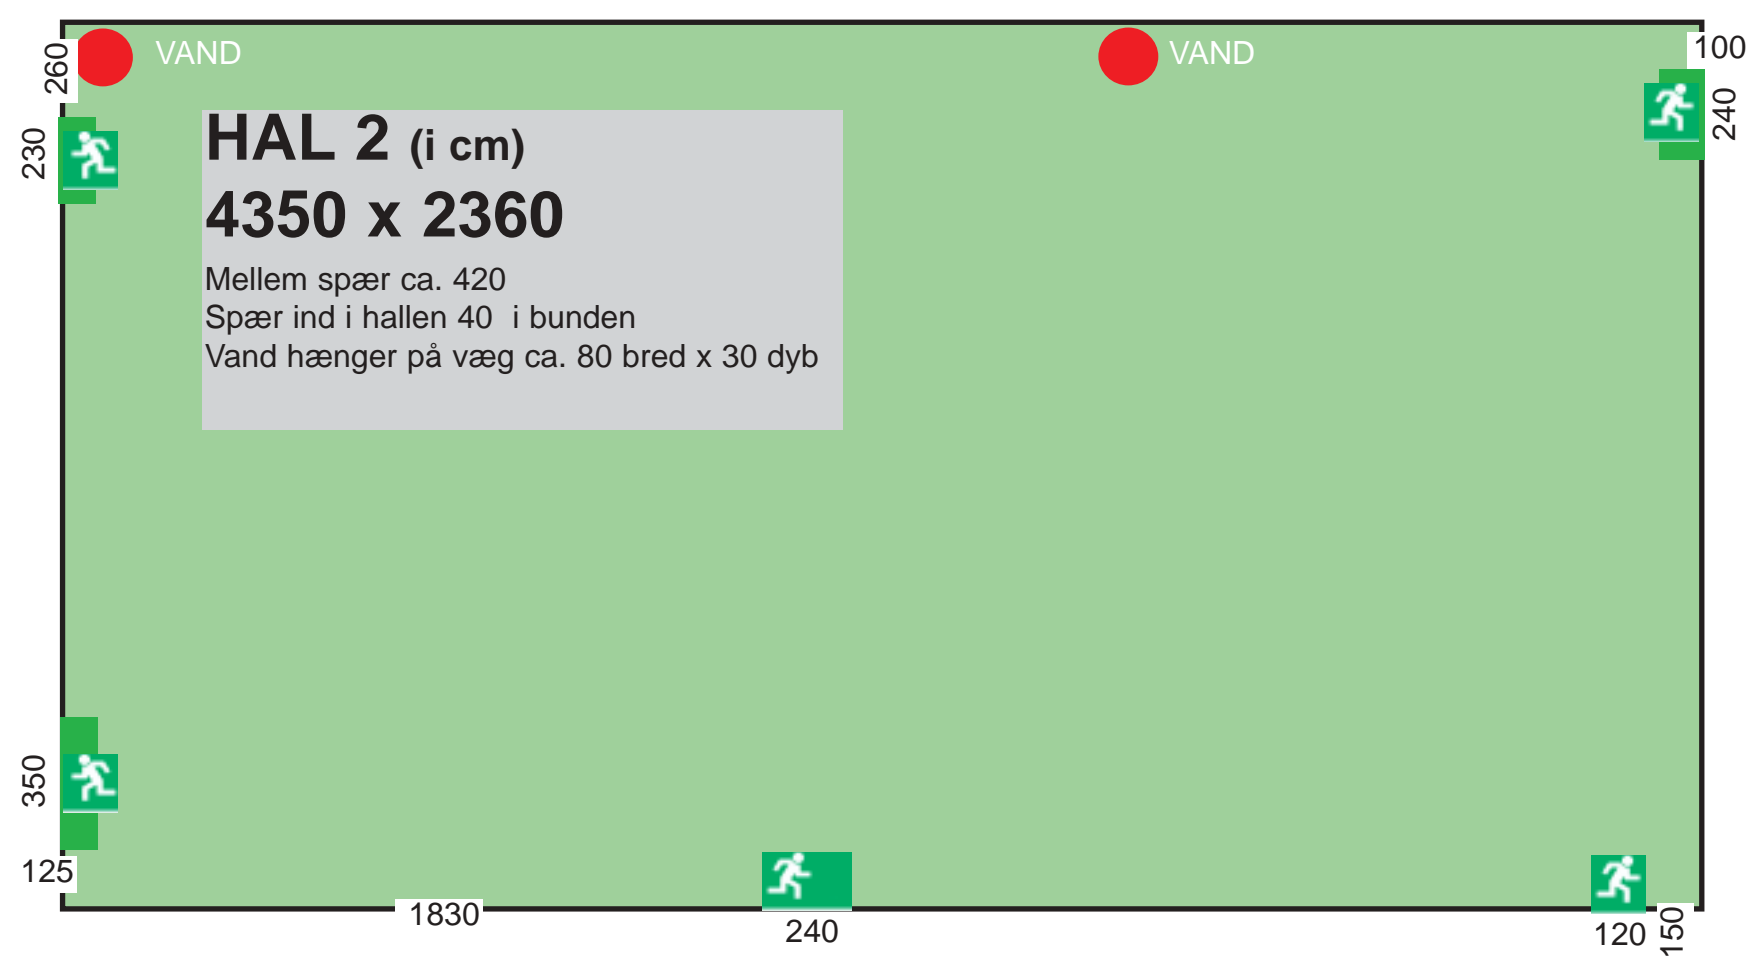 260
VAND
VAND
100
240
230
HAL 2 (i cm)
4350 x 2360
Mellem spær ca. 420
Spær ind i hallen 40  i bunden
Vand hænger på væg ca. 80 bred x 30 dyb
350
125
1830
240
120
150